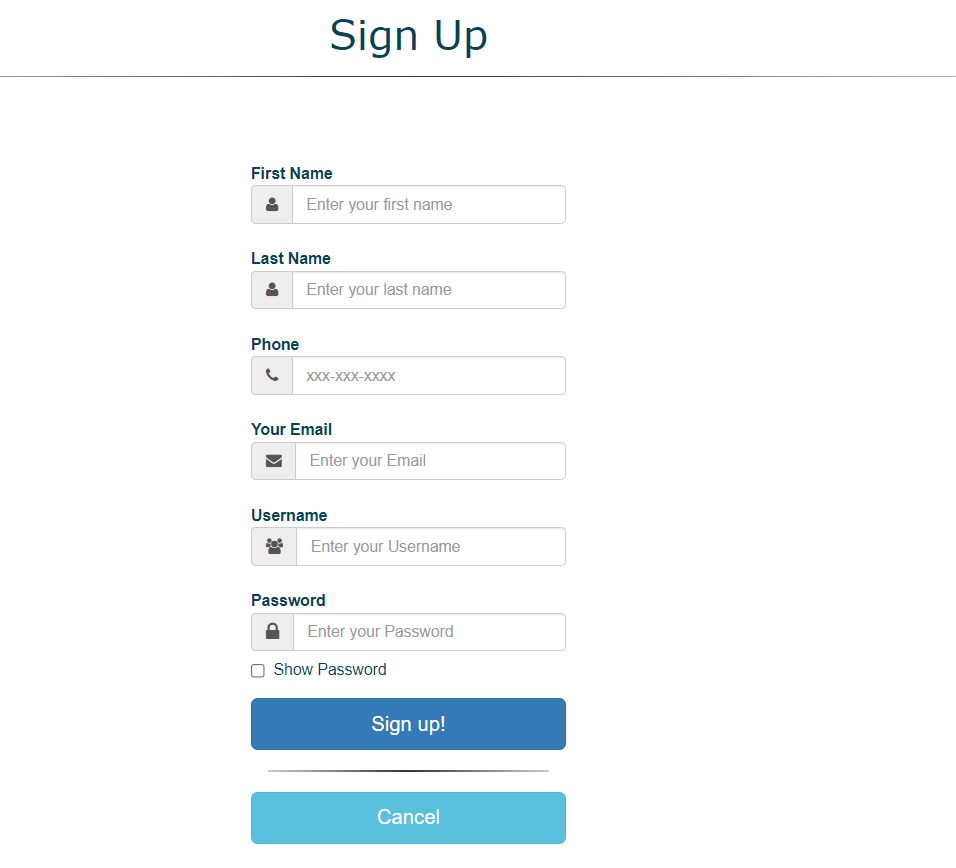 Sign Up
First Name
Enter your first name
Last Name
Enter your last name
Phone
xxx-xxx-xxxx
Your Email
Enter your Email
Username
Enter your Username
Password
Enter your Password
Show Password
Sign up!
Cancel